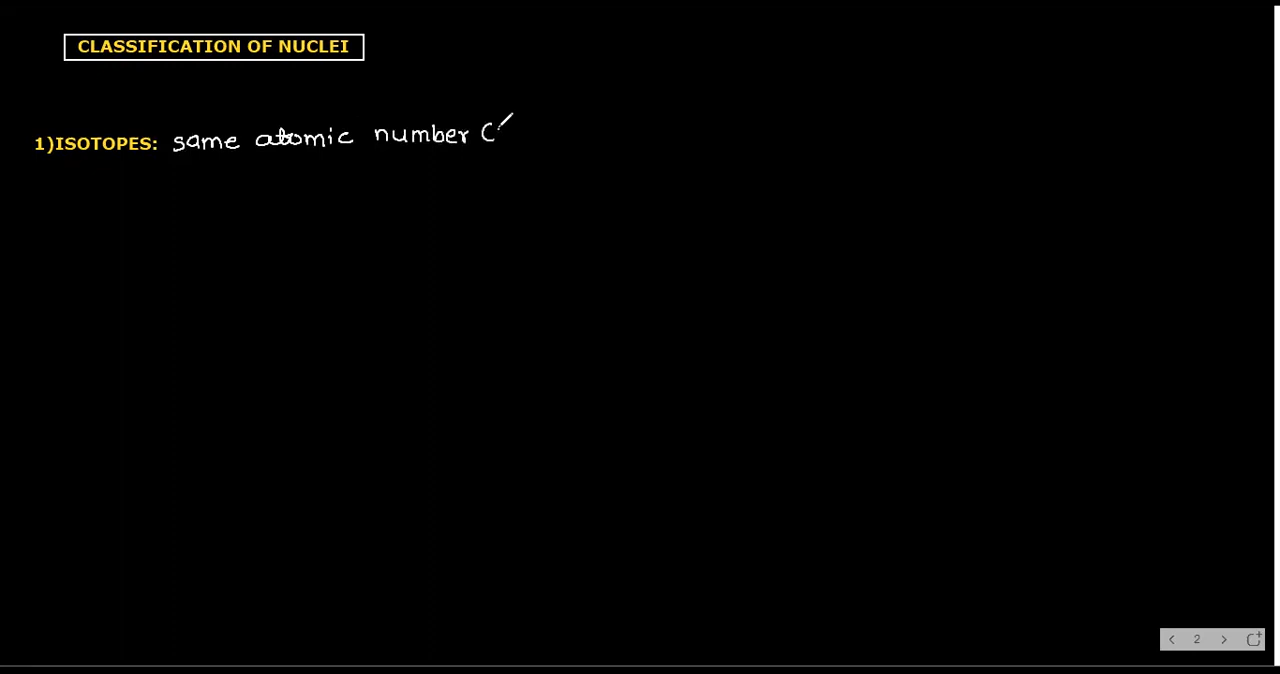 CLASSIFICATION OF NUCLEI
1)ISOTOPES: same atomic number (
2